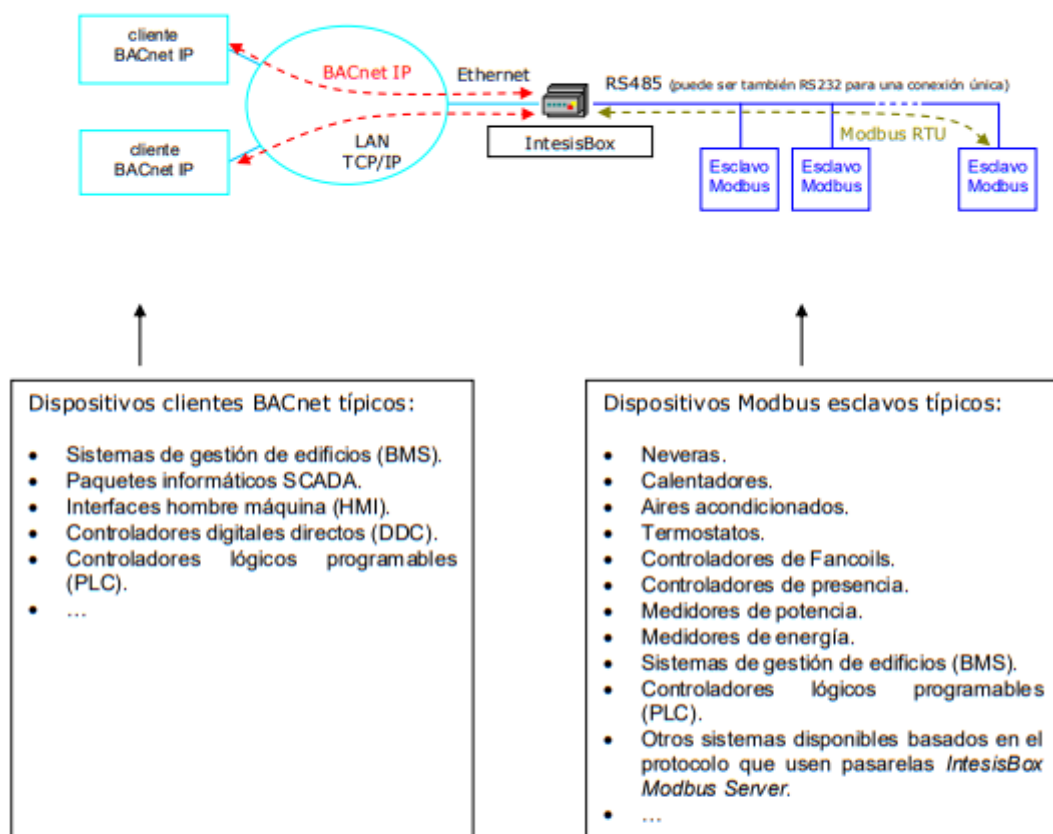 cliente
BACnet IP
BACnet IP
Ethernet
RS485 (puede ser también RS232 para una conexión única)
cliente
BACnet IP
LAN
TCP/IP
IntesisBox
Modbus RTU
Esclavo
Modbus
Esclavo
Modbus
Esclavo
Modbus
Dispositivos clientes BACnet típicos:
• Sistemas de gestión de edificios (BMS).
• Paquetes informáticos SCADA.
• Interfaces hombre máquina (HMI).
• Controladores digitales directos (DDC).
• Controladores lógicos programables
(PLC).
• ...
Dispositivos Modbus esclavos típicos:
• Neveras.
• Calentadores.
• Aires acondicionados.
• Termostatos.
• Controladores de Fancoils.
• Controladores de presencia.
• Medidores de potencia.
• Medidores de energía.
• Sistemas de gestión de edificios (BMS).
• Controladores lógicos programables
(PLC).
• Otros sistemas disponibles basados en el
protocolo que usen pasarelas IntesisBox
Modbus Server.
• ...